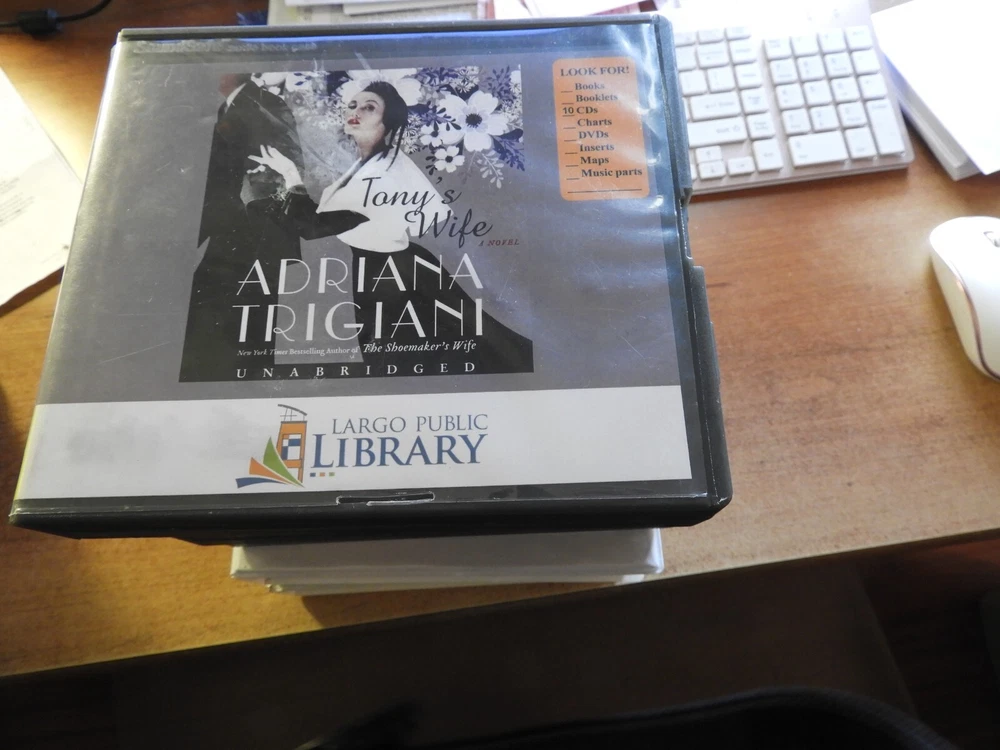 LOOK FOR!
Books
Booklets
10 CDs
Charts
DVDs
Inserts
Maps
Music parts
Tony's
Wife
A NOVEL
ADRIANA
TRIGIANI
New York Times Bestselling Author of The Shoemaker's Wife
UNABRIDGED
LARGO PUBLIC
LIBRARY